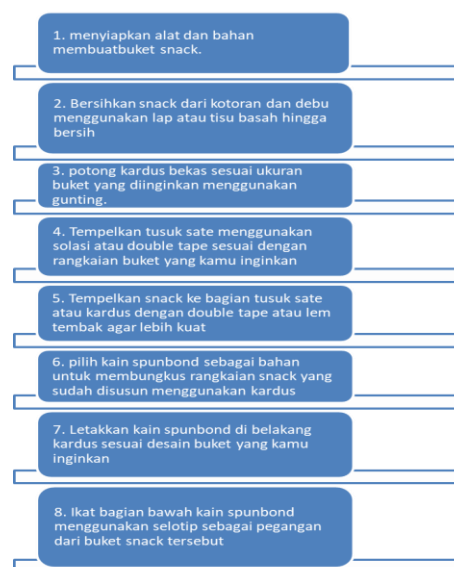 1. menyiapkan alat dan bahan
membuatbuket snack.
2. Bersihkan snack dari kotoran dan debu
menggunakan lap atau tisu basah hingga
bersih
3. potong kardus bekas sesuai ukuran
buket yang diinginkan menggunakan
gunting.
4. Tempelkan tusuk sate menggunakan
solasi atau double tape sesuai dengan
rangkaian buket yang kamu inginkan
5. Tempelkan snack ke bagian tusuk sate
atau kardus dengan double tape atau lem
tembak agar lebih kuat
6. pilih kain spunbond sebagai bahan
untuk membungkus rangkaian snack yang
sudah disusun menggunakan kardus
7. Letakkan kain spunbond di belakang
kardus sesuai desain buket yang kamu
inginkan
8. Ikat bagian bawah kain spunbond
menggunakan selotip sebagai pegangan
dari buket snack tersebut